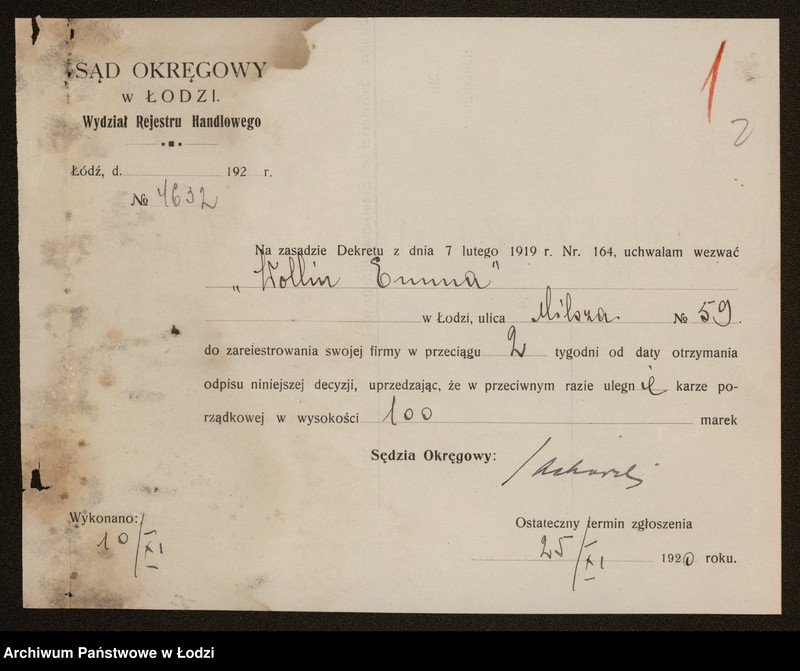 1
2
SĄD OKRĘGOWY
w ŁODZI.
Wydział Rejestru Handlowego
Łódź, d. 192 r.
№ 4632
Na zasadzie Dekretu z dnia 7 lutego 1919 r. Nr. 164, uchwalam wezwać
„Wollin Emma"
w Łodzi, ulica Milsza № 59.
do zareiestrowania swojej firmy w przeciągu 2 tygodni od daty otrzymania
odpisu niniejszej decyzji, uprzedzając, że w przeciwnym razie ulegnie karze po-
rządkowej w wysokości 100 marek
Sędzia Okręgowy:
Wykonano:
10/XI
Ostateczny termin zgłoszenia
25/XI 1920 roku.
Archiwum Państwowe w Łodzi